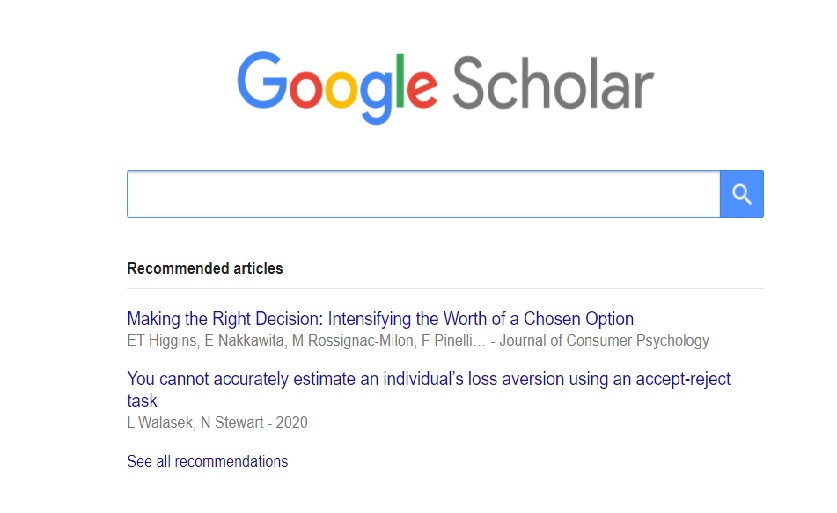 Google Scholar
Recommended articles
Making the Right Decision: Intensifying the Worth of a Chosen Option
ET Higgins, E Nakkawita, M Rossignac-Milon, F Pinelli... - Journal of Consumer Psychology
You cannot accurately estimate an individual's loss aversion using an accept-reject
task
L Walasek, N Stewart - 2020
See all recommendations